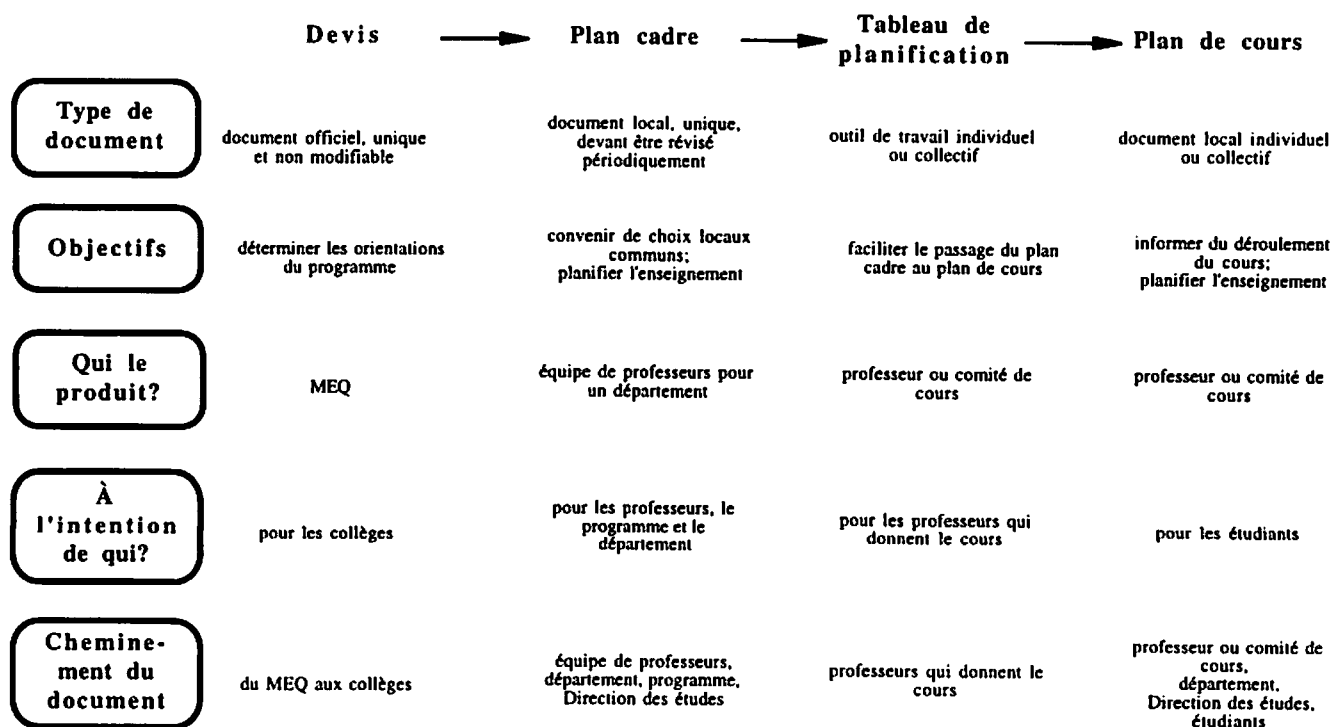 Devis
Plan cadre
Tableau de
planification
Plan de cours
Type de
document
document officiel, unique
et non modifiable
document local, unique,
devant être révisé
périodiquement
outil de travail individuel
ou collectif
document local individuel
ou collectif
Objectifs
déterminer les orientations
du programme
convenir de choix locaux
communs;
planifier l'enseignement
faciliter le passage du plan
cadre au plan de cours
informer du déroulement
du cours;
planifier l'enseignement
Qui le
produit?
MEQ
équipe de professeurs pour
un département
professeur ou comité de
cours
professeur ou comité de
cours
À
l'intention
de qui?
pour les collèges
pour les professeurs, le
programme et le
département
pour les professeurs qui
donnent le cours
pour les étudiants
Chemine-
ment du
document
du MEQ aux collèges
équipe de professeurs,
département, programme,
Direction des études
professeurs qui donnent le
cours
professeur ou comité de
cours,
département,
Direction des études,
étudiants